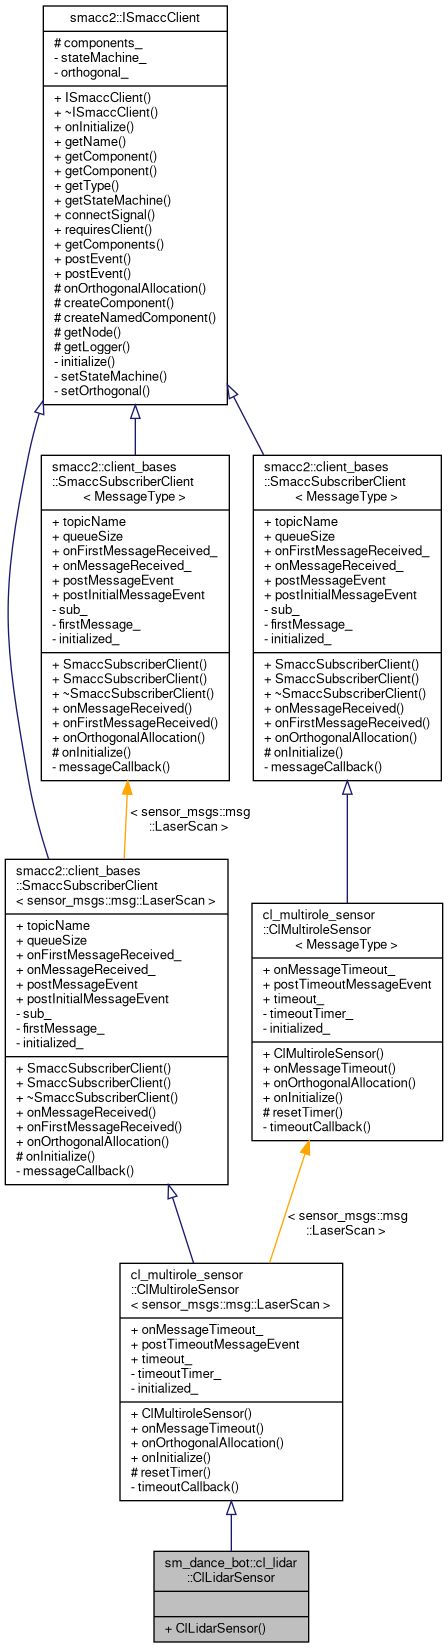 smacc2::ISmaccClient
# components_
- stateMachine_
- orthogonal_
+ ISmaccClient()
+ ~ISmaccClient()
+ onInitialize()
+ getName()
+ getComponent()
+ getComponent()
+ getType()
+ getStateMachine()
+ connectSignal()
+ requiresClient()
+ getComponents()
+ postEvent()
+ postEvent()
# onOrthogonalAllocation()
# createComponent()
# createNamedComponent()
# getNode()
# getLogger()
- initialize()
- setStateMachine()
- setOrthogonal()
smacc2::client_bases
::SmaccSubscriberClient
< MessageType >
+ topicName
+ queueSize
+ onFirstMessageReceived_
+ onMessageReceived_
+ postMessageEvent
+ postInitialMessageEvent
- sub_
- firstMessage_
- initialized_
+ SmaccSubscriberClient()
+ SmaccSubscriberClient()
+ ~SmaccSubscriberClient()
+ onMessageReceived()
+ onFirstMessageReceived()
+ onOrthogonalAllocation()
# onInitialize()
- messageCallback()
smacc2::client_bases
::SmaccSubscriberClient
< MessageType >
+ topicName
+ queueSize
+ onFirstMessageReceived_
+ onMessageReceived_
+ postMessageEvent
+ postInitialMessageEvent
- sub_
- firstMessage_
- initialized_
+ SmaccSubscriberClient()
+ SmaccSubscriberClient()
+ ~SmaccSubscriberClient()
+ onMessageReceived()
+ onFirstMessageReceived()
+ onOrthogonalAllocation()
# onInitialize()
- messageCallback()
< sensor_msgs::msg
::LaserScan >
smacc2::client_bases
::SmaccSubscriberClient
< sensor_msgs::msg::LaserScan >
+ topicName
+ queueSize
+ onFirstMessageReceived_
+ onMessageReceived_
+ postMessageEvent
+ postInitialMessageEvent
- sub_
- firstMessage_
- initialized_
+ SmaccSubscriberClient()
+ SmaccSubscriberClient()
+ ~SmaccSubscriberClient()
+ onMessageReceived()
+ onFirstMessageReceived()
+ onOrthogonalAllocation()
# onInitialize()
- messageCallback()
cl_multirole_sensor
::ClMultiroleSensor
< MessageType >
+ onMessageTimeout_
+ postTimeoutMessageEvent
+ timeout_
- timeoutTimer_
- initialized_
+ ClMultiroleSensor()
+ onMessageTimeout()
+ onOrthogonalAllocation()
+ onInitialize()
# resetTimer()
- timeoutCallback()
< sensor_msgs::msg
::LaserScan >
cl_multirole_sensor
::ClMultiroleSensor
< sensor_msgs::msg::LaserScan >
+ onMessageTimeout_
+ postTimeoutMessageEvent
+ timeout_
- timeoutTimer_
- initialized_
+ ClMultiroleSensor()
+ onMessageTimeout()
+ onOrthogonalAllocation()
+ onInitialize()
# resetTimer()
- timeoutCallback()
sm_dance_bot::cl_lidar
::ClLidarSensor
+ ClLidarSensor()